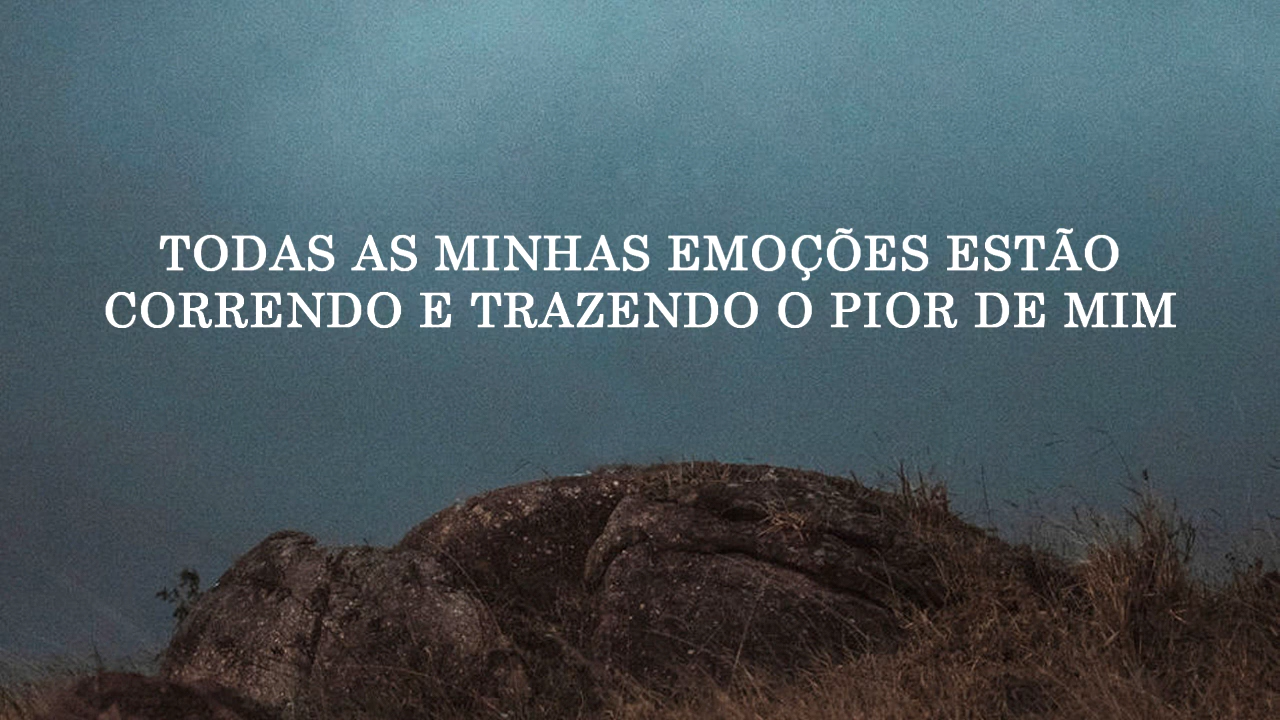 TODAS AS MINHAS EMOÇÕES ESTÃO
CORRENDO E TRAZENDO O PIOR DE MIM